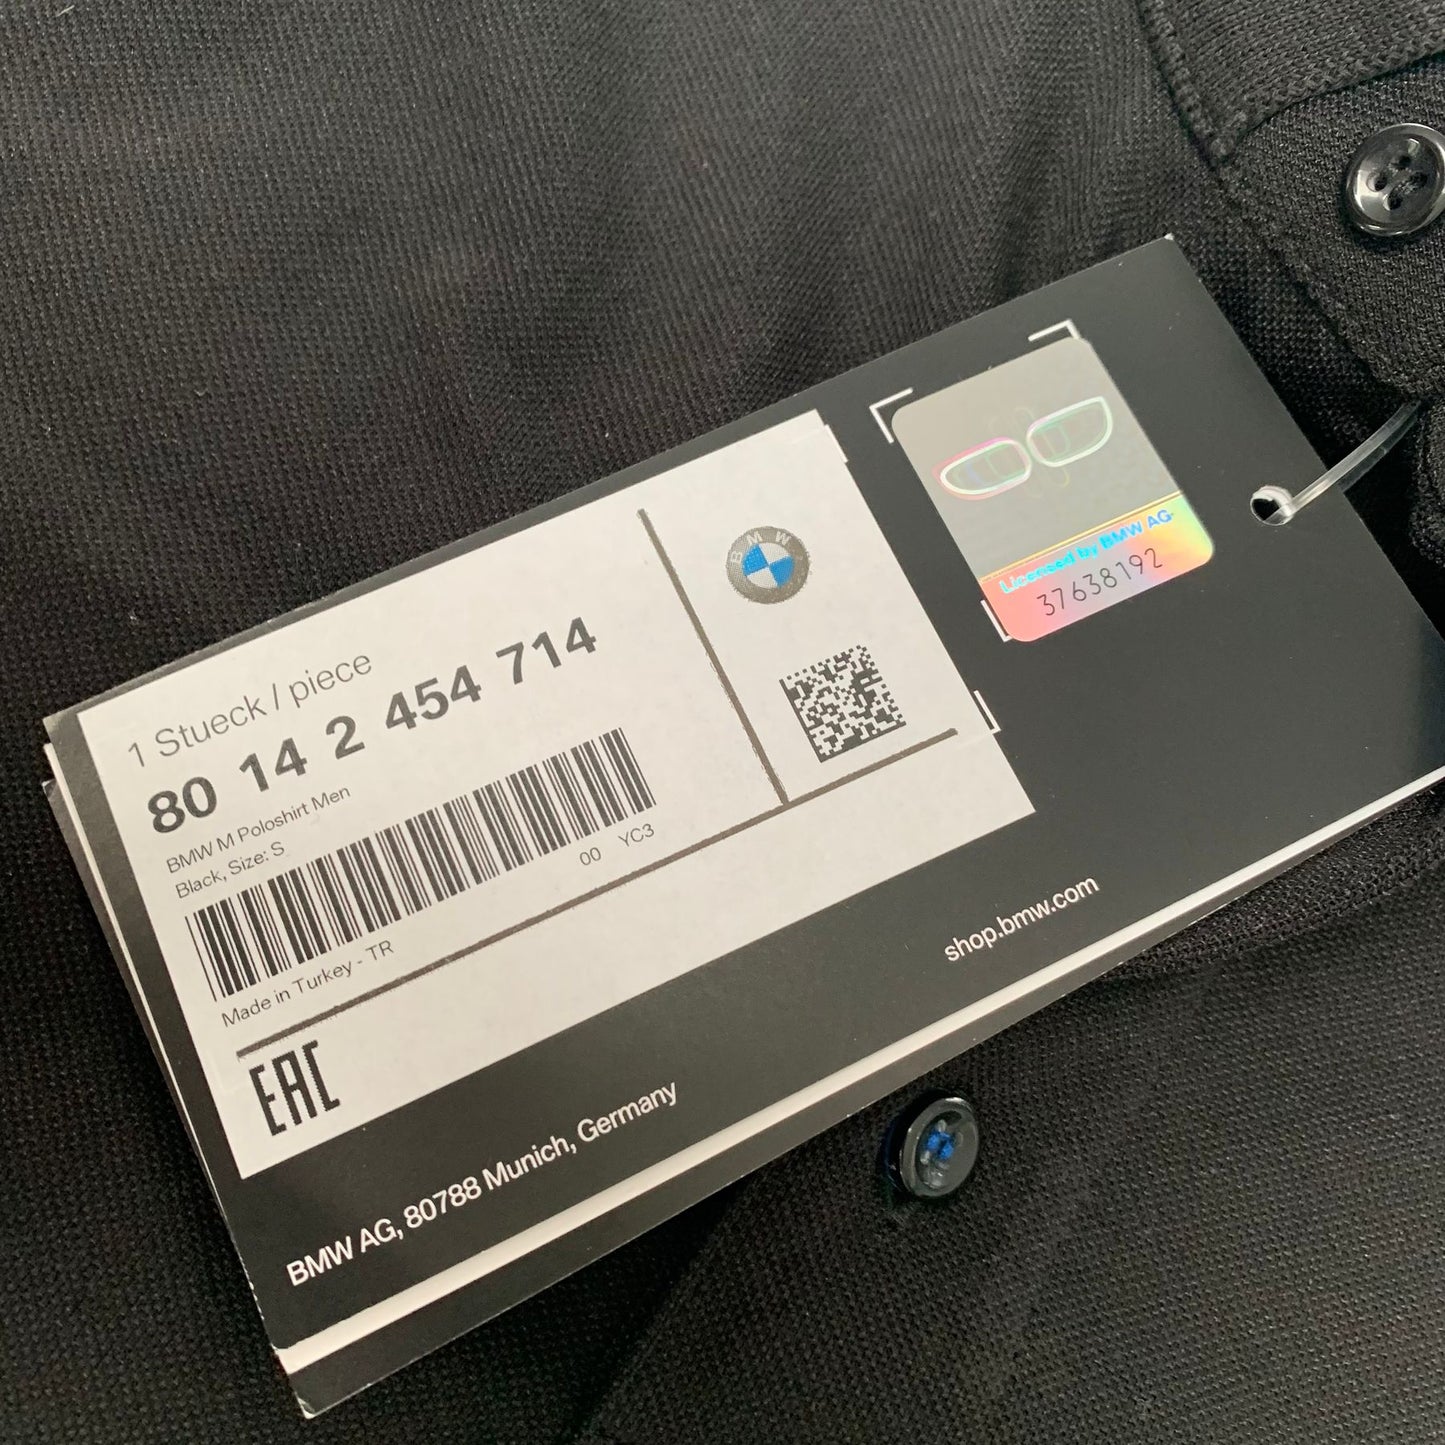 1 Stueck / piece
80 14 2 454 714
BMW M Poloshirt Men
Black, Size: S
00 YC3
Made in Turkey - TR
EAC
BMW
Licensed by BMW AG
37638192
shop.bmw.com
BMW AG, 80788 Munich, Germany